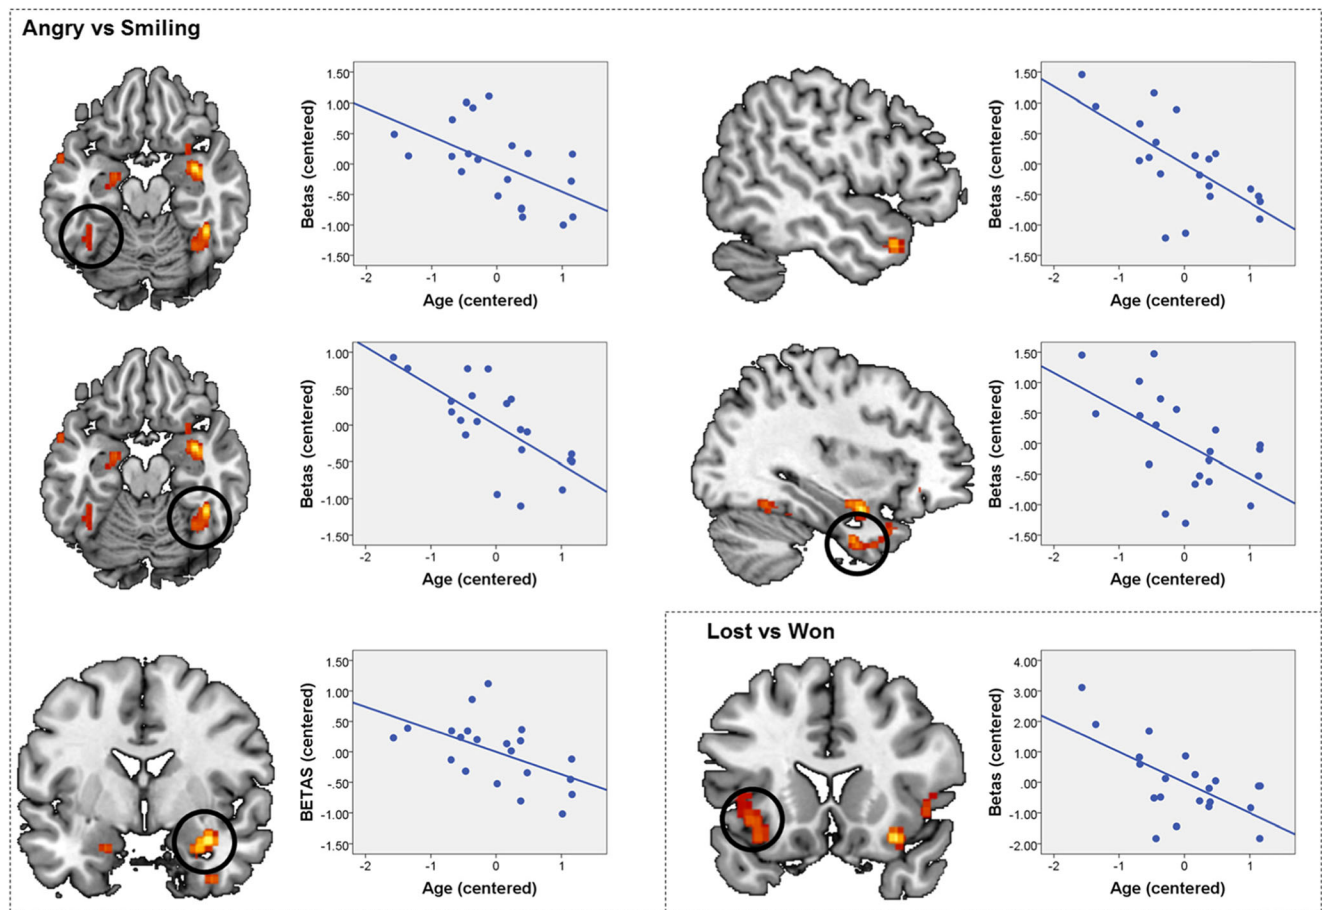 Angry vs Smiling
1.50
1.00
.50
.00
-.50
-1.00
-1.50
Betas (centered)
-2 -1 0 1
Age (centered)
1.50
1.00
.50
.00
-.50
-1.00
-1.50
Betas (centered)
-2 -1 0 1
Age (centered)
1.00
.50
.00
-.50
-1.00
-1.50
Betas (centered)
-2 -1 0 1
Age (centered)
1.50
1.00
.50
.00
-.50
-1.00
-1.50
Betas (centered)
-2 -1 0 1
Age (centered)
1.50
1.00
.50
.00
-.50
-1.00
-1.50
BETAS (centered)
-2 -1 0 1
Age (centered)
Lost vs Won
4.00
3.00
2.00
1.00
.00
-1.00
-2.00
Betas (centered)
-2 -1 0 1
Age (centered)